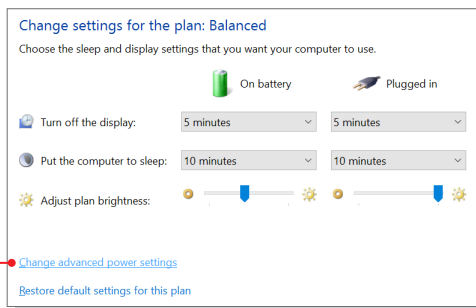 Change settings for the plan: Balanced
Choose the sleep and display settings that you want your computer to use.
On battery Plugged in
Turn off the display: 5 minutes 5 minutes
Put the computer to sleep: 10 minutes 10 minutes
Adjust plan brightness:
Change advanced power settings
Restore default settings for this plan